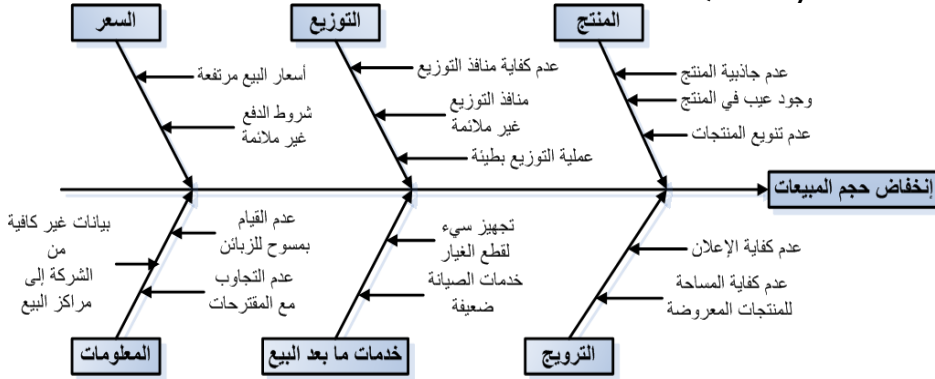 المنتج
عدم جاذبية المنتج
وجود عيب في المنتج
عدم تنويع المنتجات
التوزيع
عدم كفاية منافذ التوزيع
منافذ التوزيع
غير ملائمة
عملية التوزيع بطيئة
السعر
أسعار البيع مرتفعة
شروط الدفع
غير ملائمة
إنخفاض حجم المبيعات
عدم كفاية الإعلان
عدم كفاية المساحة
للمنتجات المعروضة
الترويج
تجهيز سيء
لقطع الغيار
خدمات الصيانة
ضعيفة
خدمات ما بعد البيع
عدم القيام
بمسوح للزبائن
عدم التجاوب
مع المقترحات
بيانات غير كافية
من
الشركة إلى
مراكز البيع
المعلومات